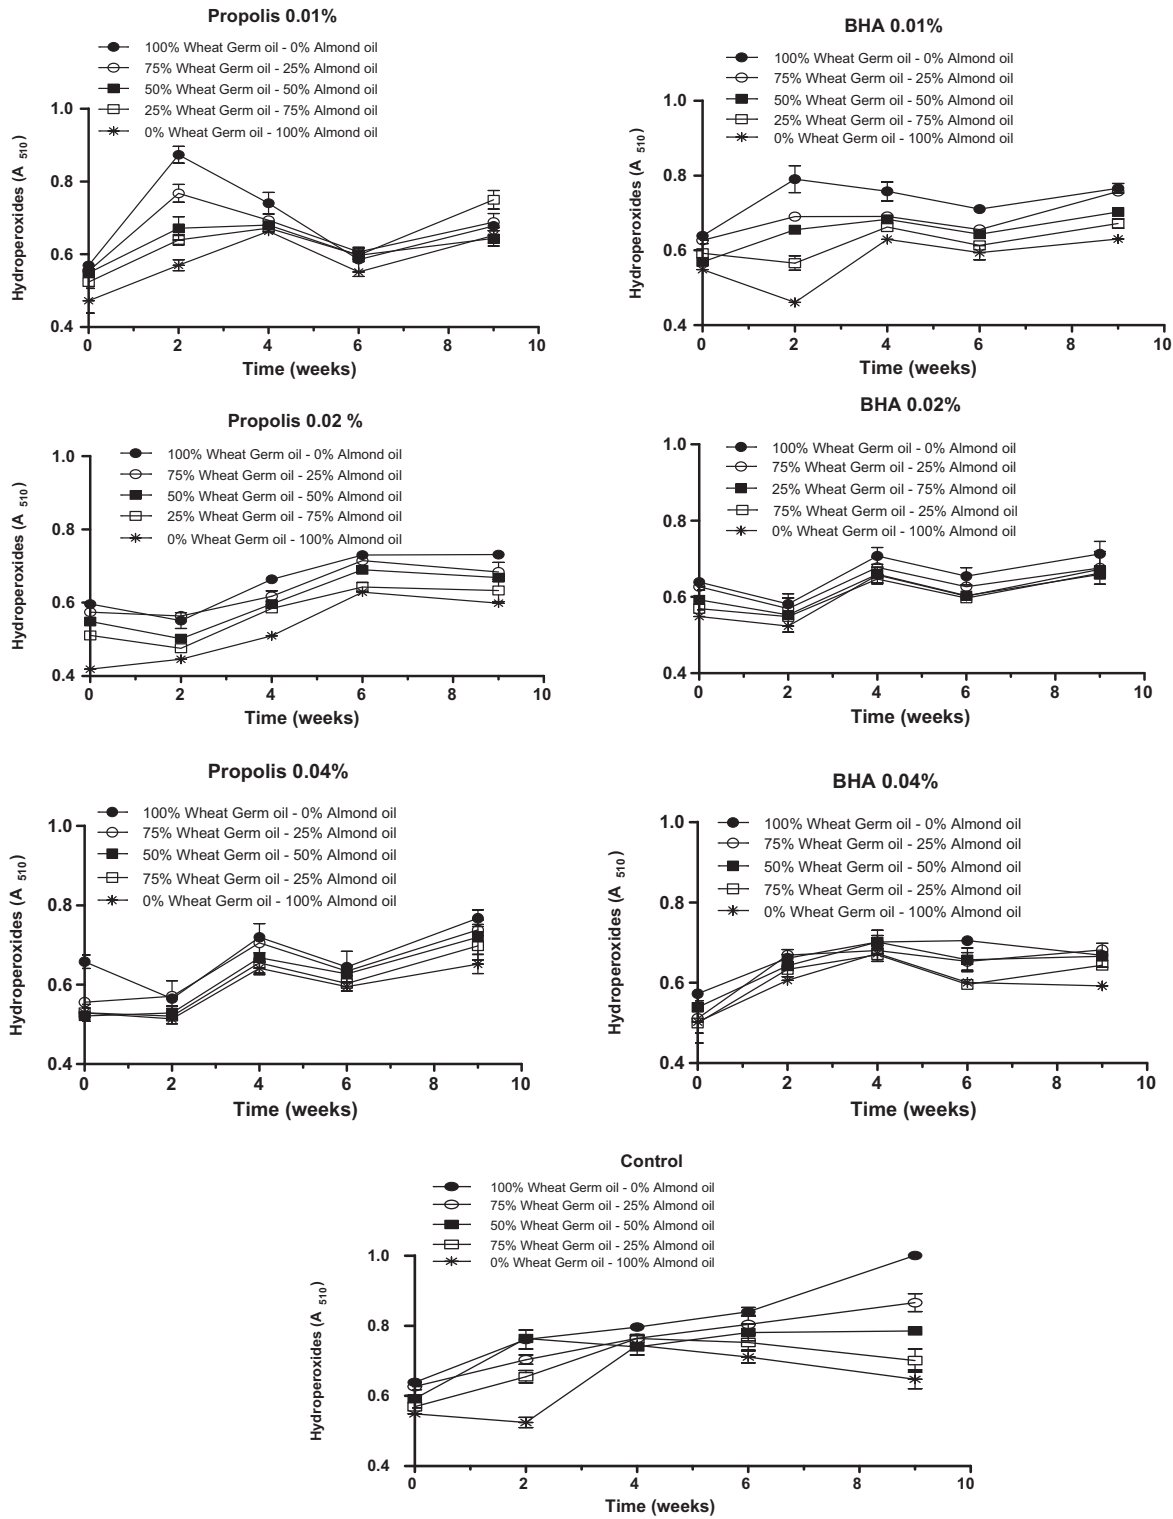 Propolis 0.01%
100% Wheat Germ oil - 0% Almond oil
75% Wheat Germ oil - 25% Almond oil
50% Wheat Germ oil - 50% Almond oil
25% Wheat Germ oil - 75% Almond oil
0% Wheat Germ oil - 100% Almond oil
Hydroperoxides (A 510)
1.0
0.8
0.6
0.4
0 2 4 6 8 10
Time (weeks)
BHA 0.01%
100% Wheat Germ oil - 0% Almond oil
75% Wheat Germ oil - 25% Almond oil
50% Wheat Germ oil - 50% Almond oil
25% Wheat Germ oil - 75% Almond oil
0% Wheat Germ oil - 100% Almond oil
Hydroperoxides (A 510)
1.0
0.8
0.6
0.4
0 2 4 6 8 10
Time (weeks)
Propolis 0.02 %
100% Wheat Germ oil - 0% Almond oil
75% Wheat Germ oil - 25% Almond oil
50% Wheat Germ oil - 50% Almond oil
25% Wheat Germ oil - 75% Almond oil
0% Wheat Germ oil - 100% Almond oil
Hydroperoxides (A 510)
1.0
0.8
0.6
0.4
0 2 4 6 8 10
Time (weeks)
BHA 0.02%
100% Wheat Germ oil - 0% Almond oil
75% Wheat Germ oil - 25% Almond oil
25% Wheat Germ oil - 75% Almond oil
75% Wheat Germ oil - 25% Almond oil
0% Wheat Germ oil - 100% Almond oil
Hydroperoxides (A 510)
1.0
0.8
0.6
0.4
0 2 4 6 8 10
Time (weeks)
Propolis 0.04%
100% Wheat Germ oil - 0% Almond oil
75% Wheat Germ oil - 25% Almond oil
50% Wheat Germ oil - 50% Almond oil
75% Wheat Germ oil - 25% Almond oil
0% Wheat Germ oil - 100% Almond oil
Hydroperoxides (A 510)
1.0
0.8
0.6
0.4
0 2 4 6 8 10
Time (weeks)
BHA 0.04%
100% Wheat Germ oil - 0% Almond oil
75% Wheat Germ oil - 25% Almond oil
50% Wheat Germ oil - 50% Almond oil
75% Wheat Germ oil - 25% Almond oil
0% Wheat Germ oil - 100% Almond oil
Hydroperoxides (A 510)
1.0
0.8
0.6
0.4
0 2 4 6 8 10
Time (weeks)
Control
100% Wheat Germ oil - 0% Almond oil
75% Wheat Germ oil - 25% Almond oil
50% Wheat Germ oil - 50% Almond oil
75% Wheat Germ oil - 25% Almond oil
0% Wheat Germ oil - 100% Almond oil
Hydroperoxides (A 510)
1.0
0.8
0.6
0.4
0 2 4 6 8 10
Time (weeks)